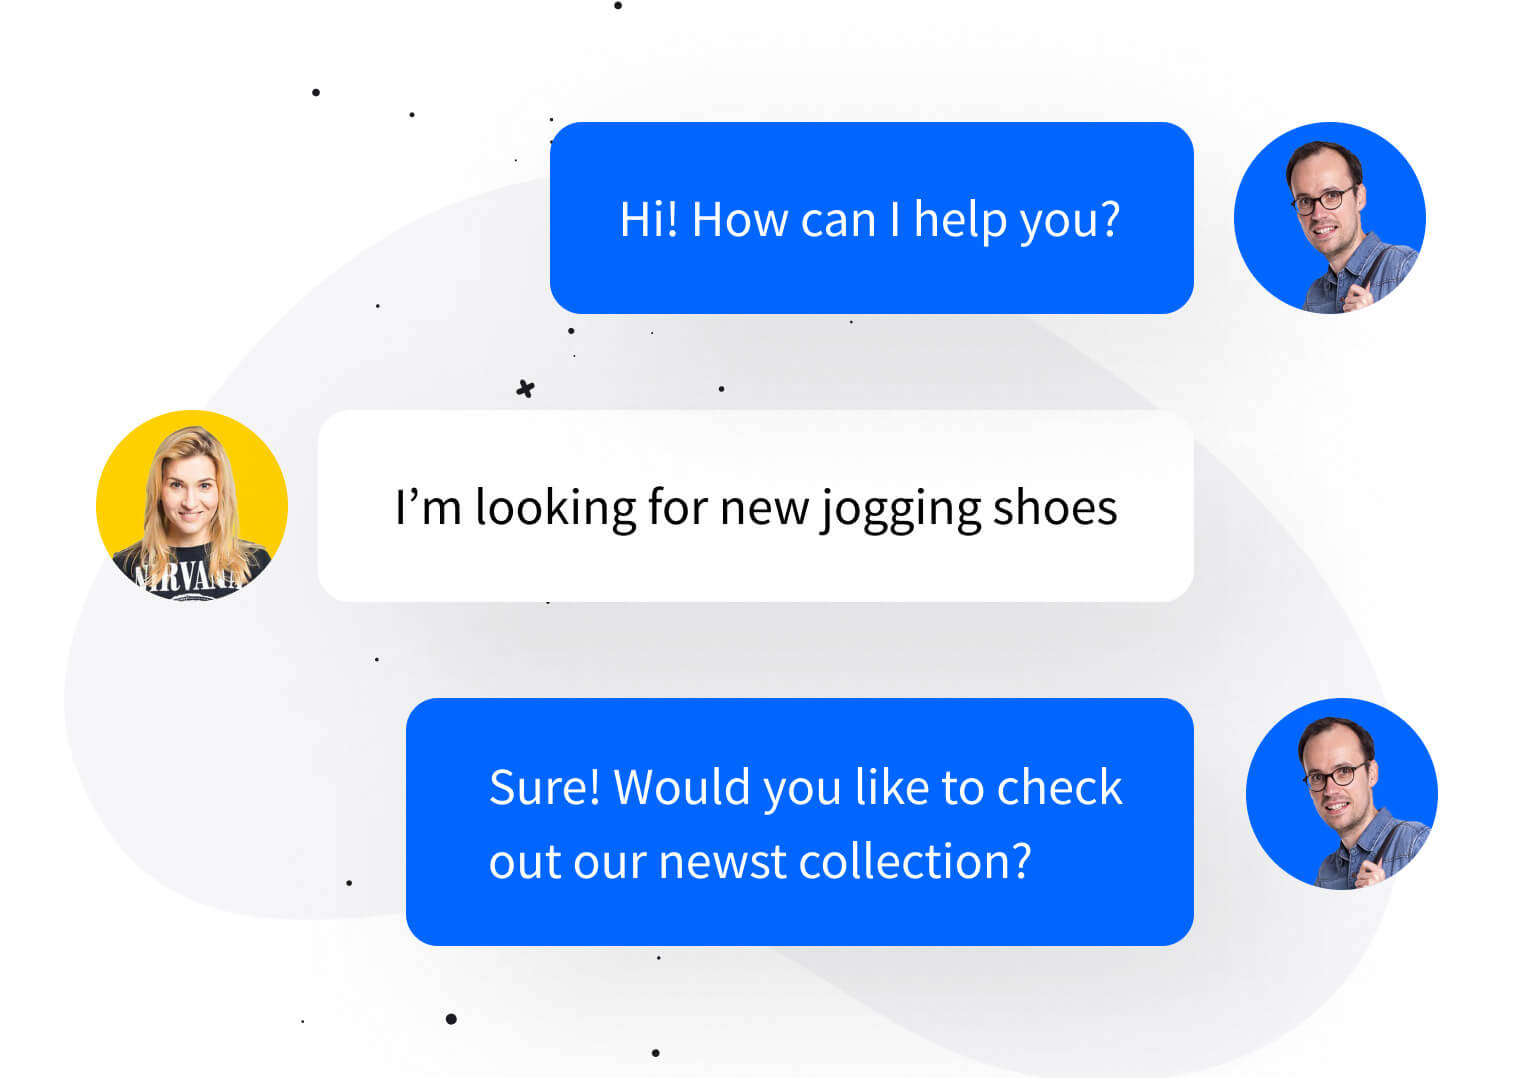 Hi! How can I help you?
I’m looking for new jogging shoes
NIRVANA
Sure! Would you like to check
out our newst collection?